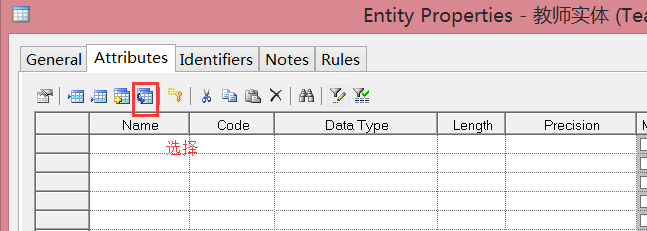 Entity Properties - 教师实体 (Tea
General Attributes Identifiers Notes Rules
Name Code Data Type Length Precision M
选择